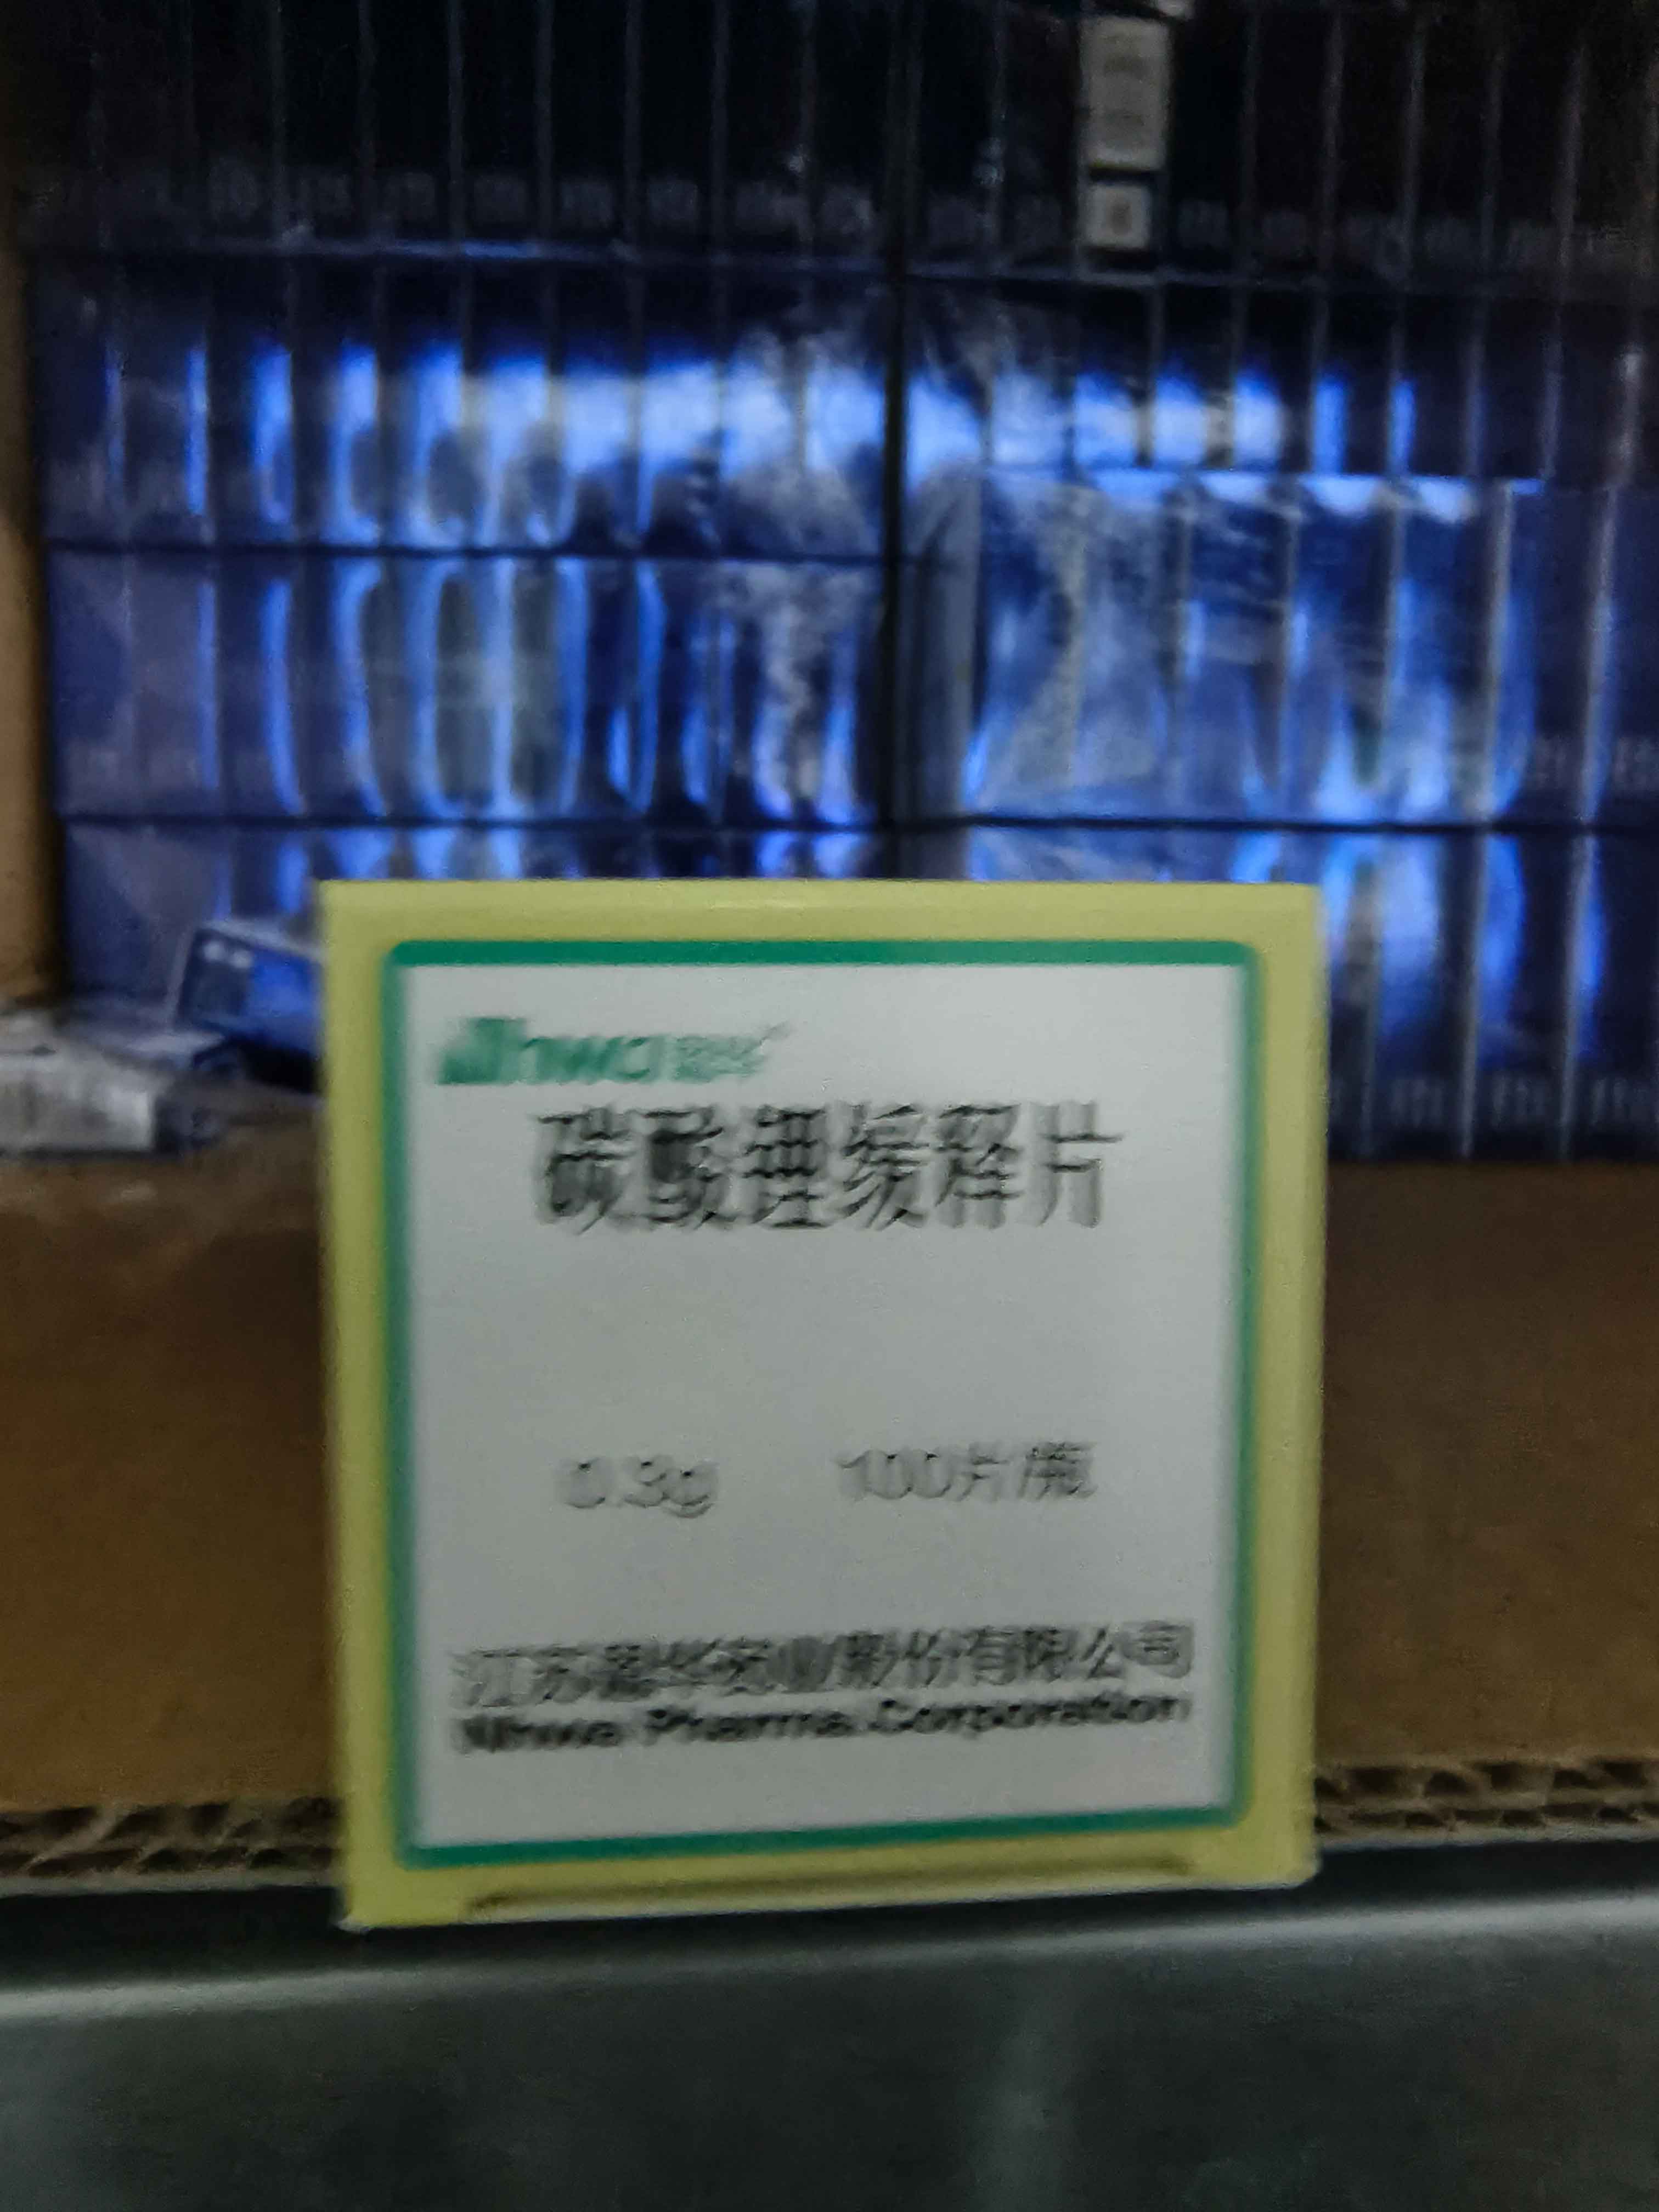 Nhwa 恩华
碳酸锂缓释片
0.3g 100片/瓶
江苏恩华药业股份有限公司
Nhwa Pharma. Corporation